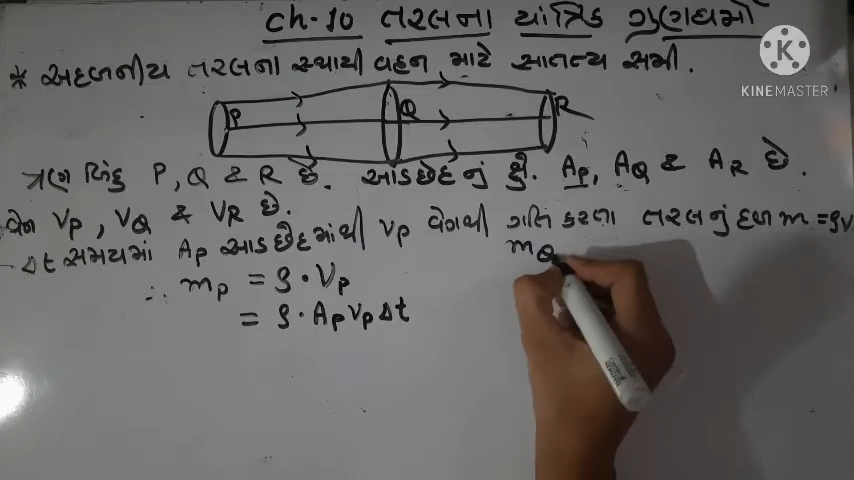 Ch-10 તરલના યાંત્રિક ગુણધર્મો
KINEMASTER
* અદબનીય તરલના સ્થાયી વહન માટે સાતત્ય સમી.
P Q R
ત્રણ બિંદુ P, Q & R છે. આડછેદનું ક્ષે. Ap, AQ & AR છે.
વેગ Vp, VQ & VR છે.
Δt સમયમાં Ap આડછેદમાંથી Vp વેગથી ગતિ કરતા તરલનું દળ m = ρV
∴ mp = ρ · Vp
mQ
= ρ · Ap Vp Δt